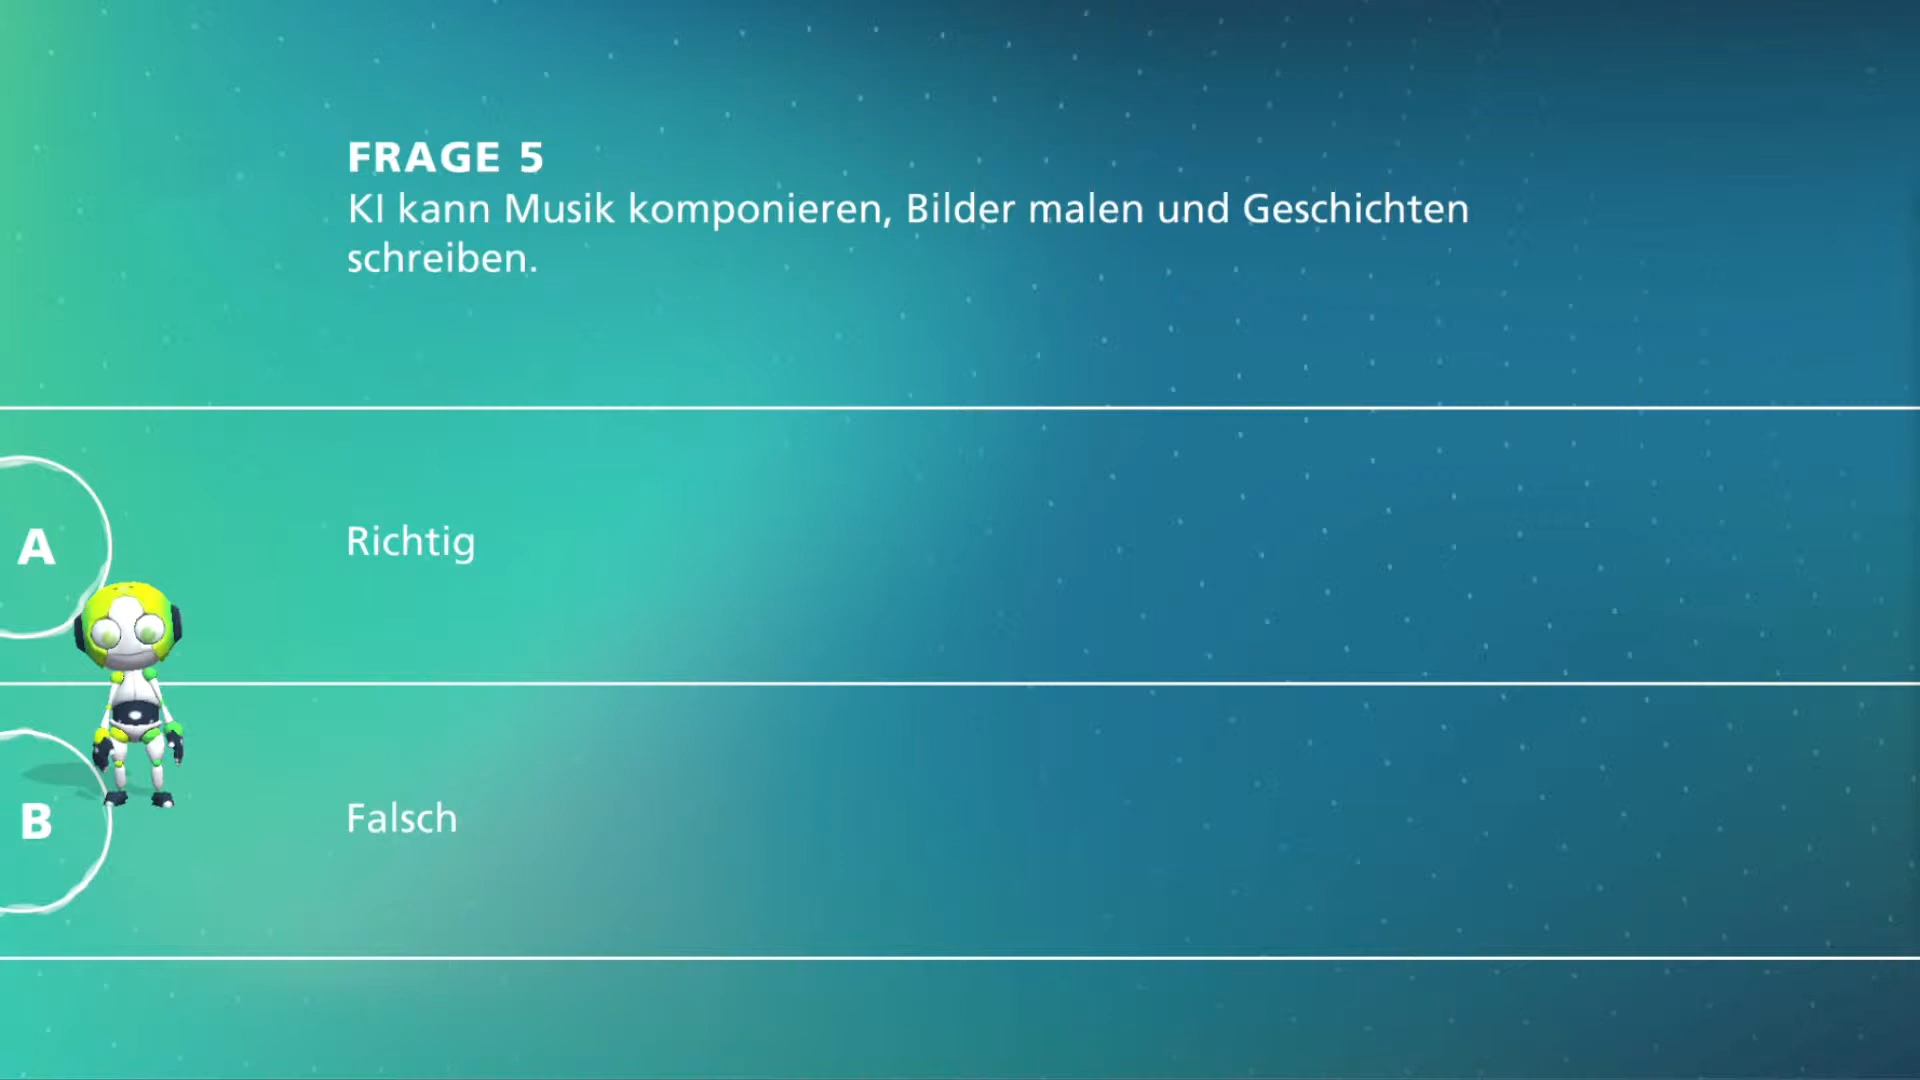 FRAGE 5
KI kann Musik komponieren, Bilder malen und Geschichten
schreiben.
A
Richtig
B
Falsch